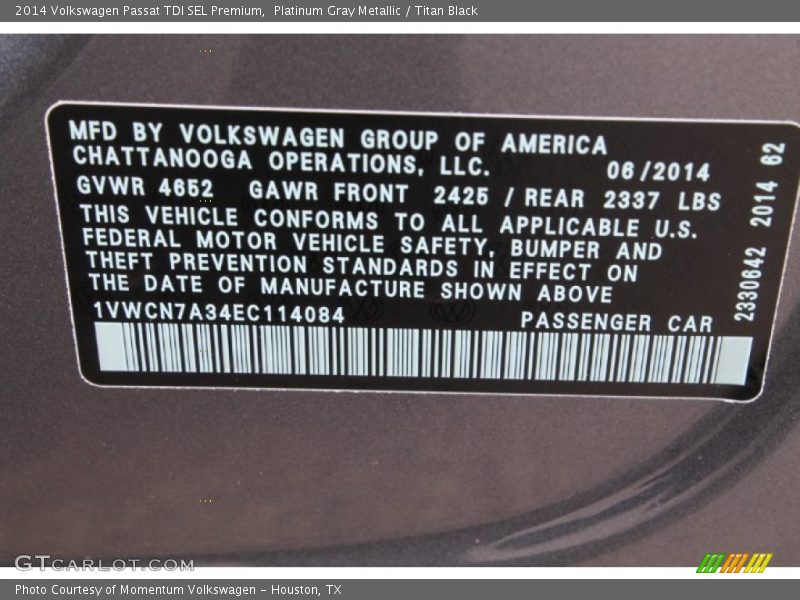 2014 Volkswagen Passat TDI SEL Premium,  Platinum Gray Metallic / Titan Black
MFD BY VOLKSWAGEN GROUP OF AMERICA
CHATTANOOGA OPERATIONS, LLC.
06/2014
GVWR 4652 GAWR FRONT 2425 / REAR 2337 LBS
THIS VEHICLE CONFORMS TO ALL APPLICABLE U.S.
FEDERAL MOTOR VEHICLE SAFETY, BUMPER AND
THEFT PREVENTION STANDARDS IN EFFECT ON
THE DATE OF MANUFACTURE SHOWN ABOVE
1VWCN7A34EC114084
PASSENGER CAR
2330642 2014 62
GTCARLOT.COM
Photo Courtesy of Momentum Volkswagen - Houston, TX